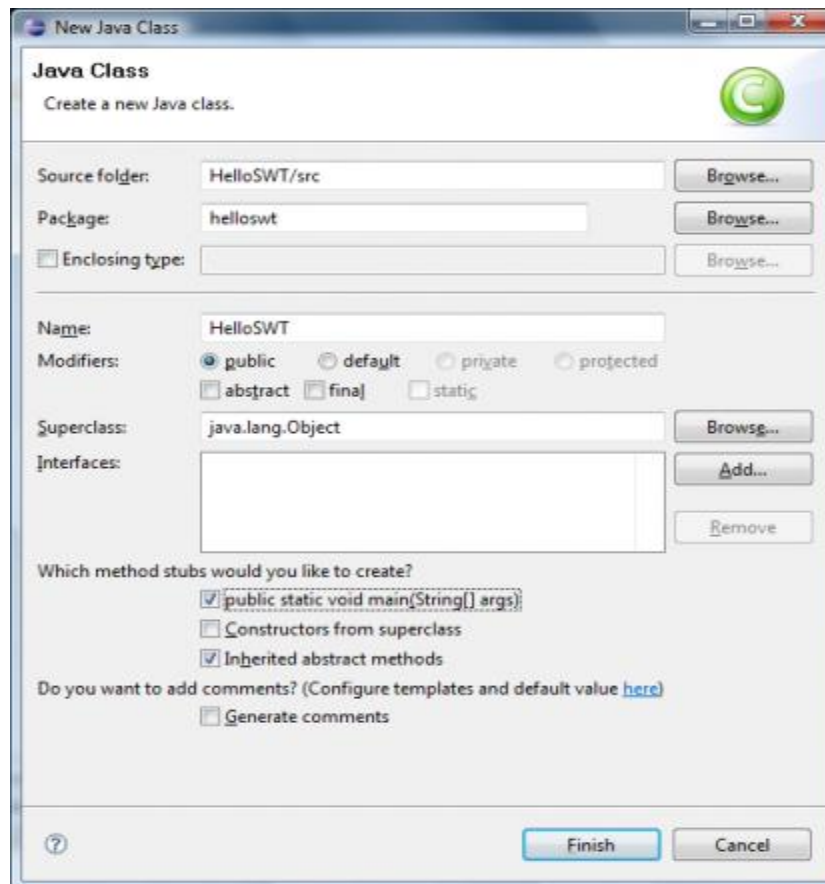 New Java Class
Java Class
Create a new Java class.
C
Source folder: HelloSWT/src Browse...
Package: helloswt Browse...
Enclosing type: Browse...
Name: HelloSWT
Modifiers: public default private protected
abstract final static
Superclass: java.lang.Object Browse...
Interfaces: Add...
Remove
Which method stubs would you like to create?
public static void main(String[] args)
Constructors from superclass
Inherited abstract methods
Do you want to add comments? (Configure templates and default value here)
Generate comments
? Finish Cancel